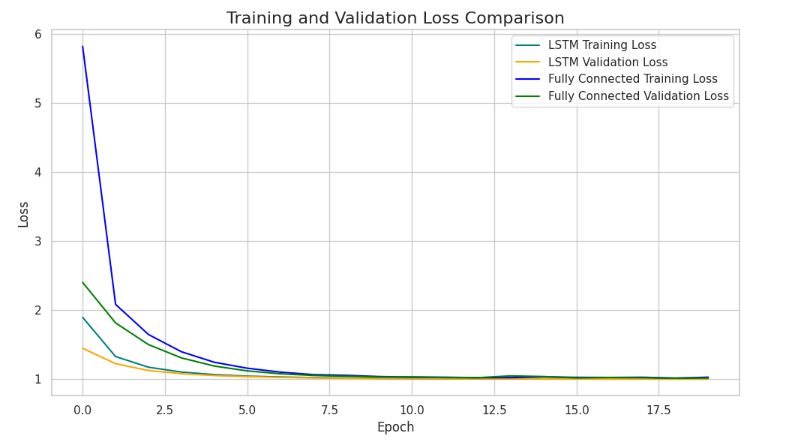 Training and Validation Loss Comparison
LSTM Training Loss
LSTM Validation Loss
Fully Connected Training Loss
Fully Connected Validation Loss
6
5
4
3
2
1
Loss
0.0 2.5 5.0 7.5 10.0 12.5 15.0 17.5
Epoch